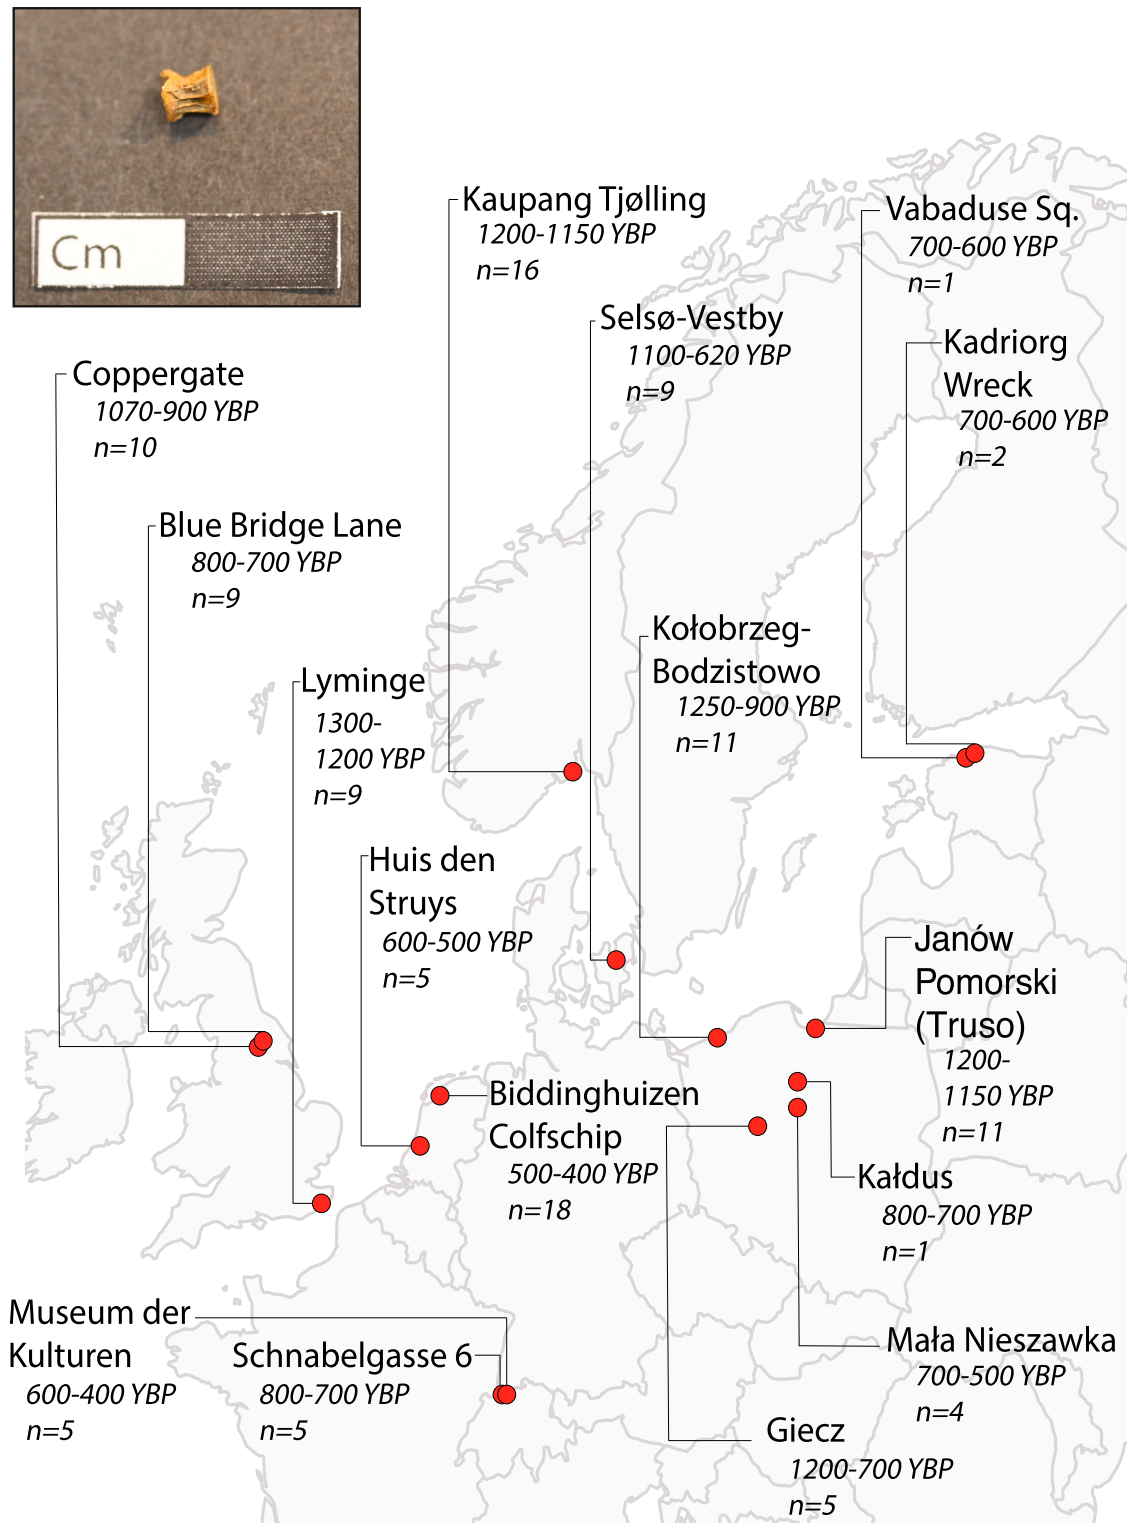 Cm
Kaupang Tjølling
1200-1150 YBP
n=16
Vabaduse Sq.
700-600 YBP
n=1
Selsø-Vestby
1100-620 YBP
n=9
Kadriorg
Wreck
700-600 YBP
n=2
Coppergate
1070-900 YBP
n=10
Blue Bridge Lane
800-700 YBP
n=9
Kołobrzeg-
Bodzistowo
1250-900 YBP
n=11
Lyminge
1300-
1200 YBP
n=9
Huis den
Struys
600-500 YBP
n=5
Janów
Pomorski
(Truso)
1200-
1150 YBP
n=11
Biddinghuizen
Colfschip
500-400 YBP
n=18
Kałdus
800-700 YBP
n=1
Museum der
Kulturen
600-400 YBP
n=5
Schnabelgasse 6
800-700 YBP
n=5
Mała Nieszawka
700-500 YBP
n=4
Giecz
1200-700 YBP
n=5